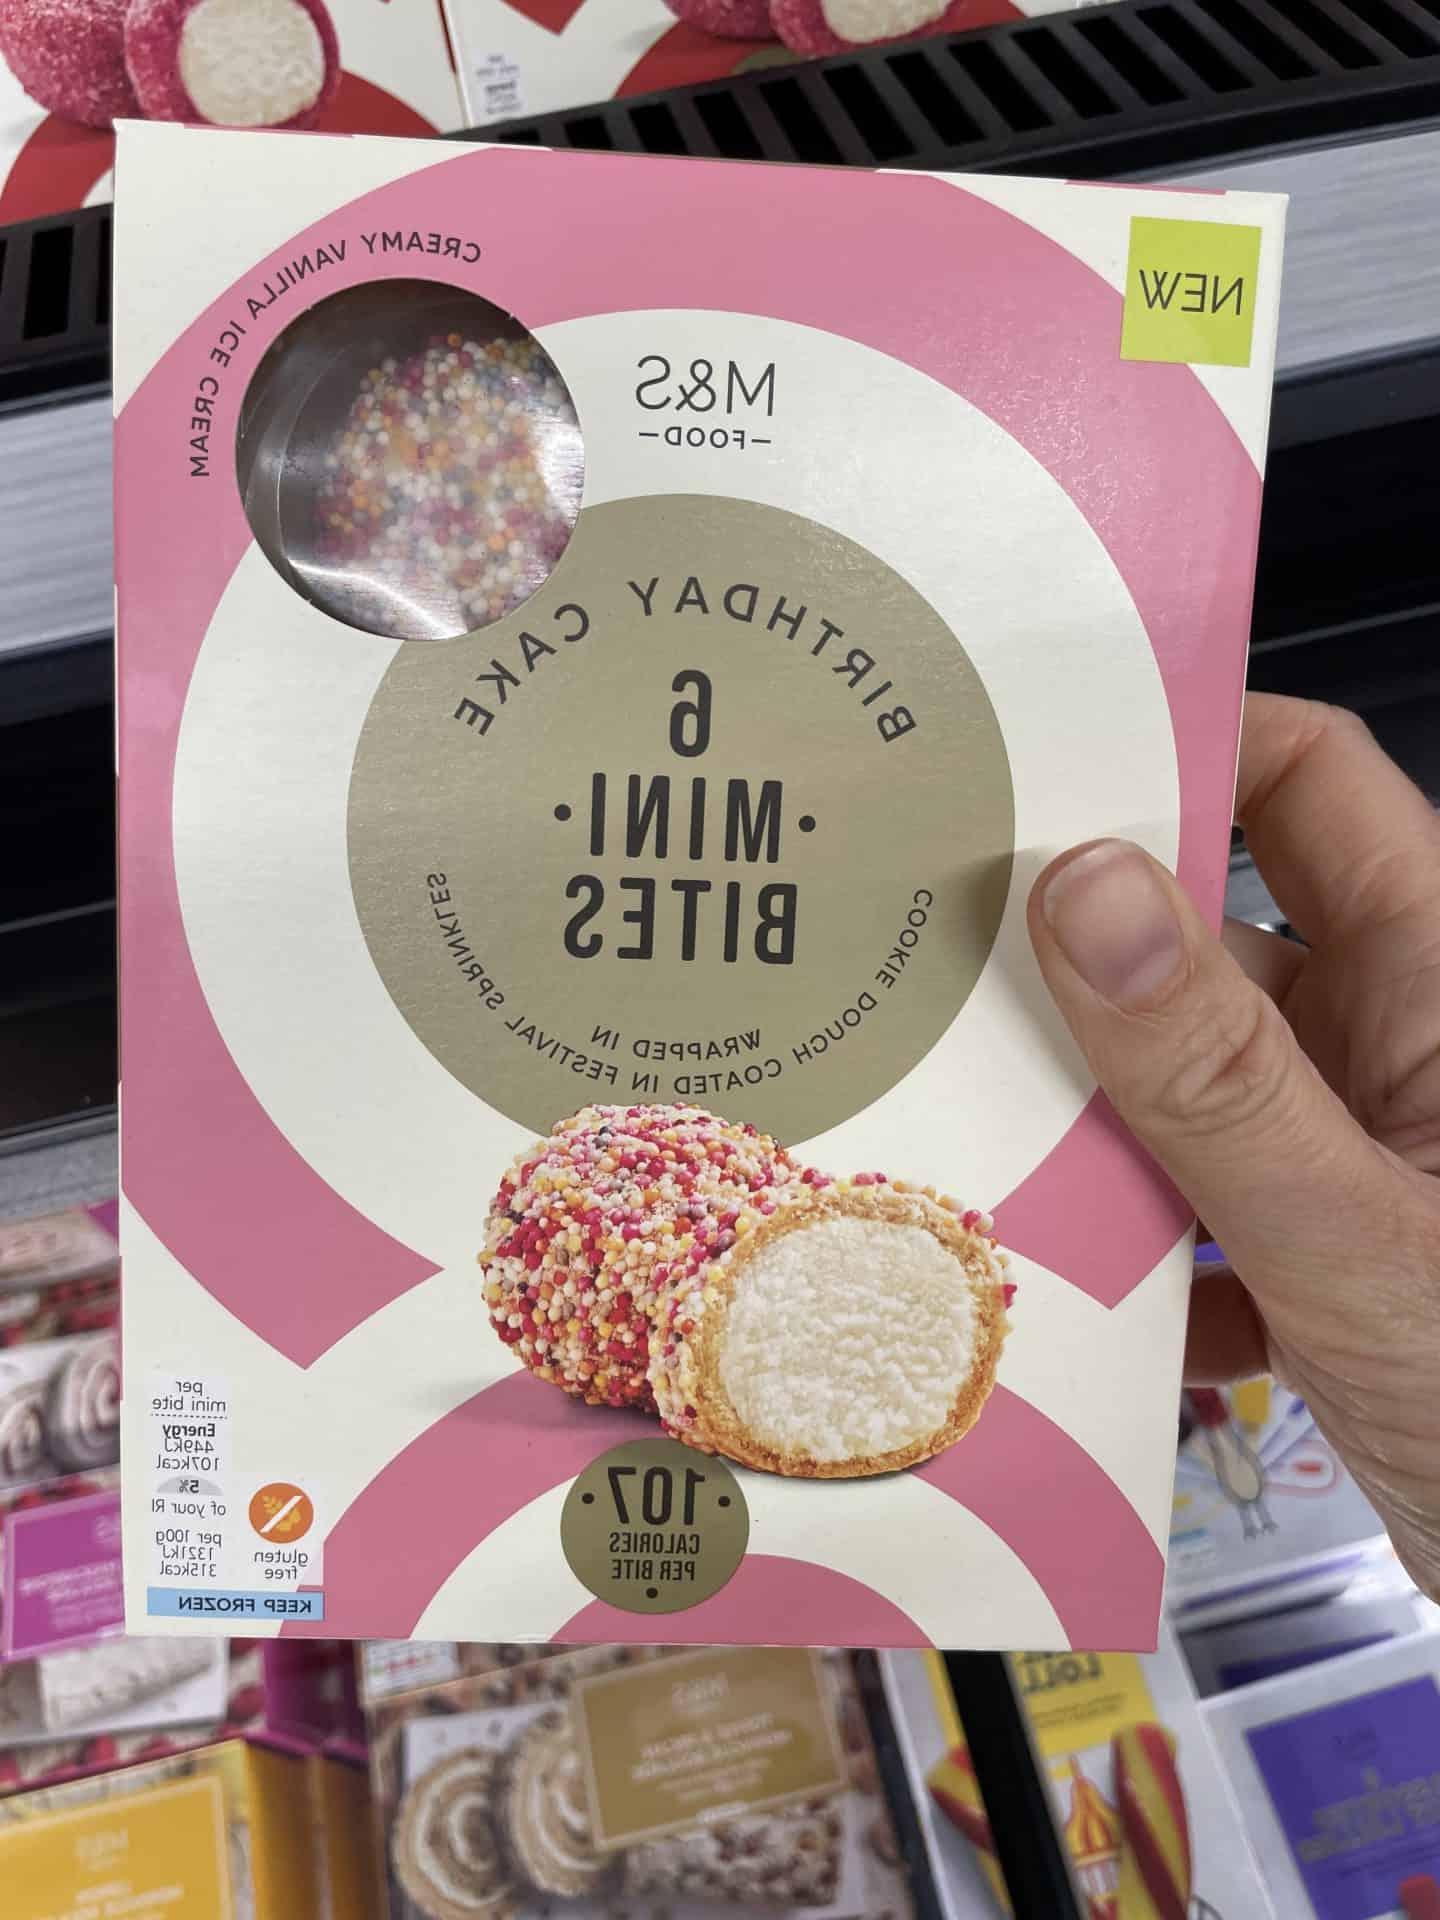 NEW
CREAMY VANILLA ICE CREAM
M&S
—FOOD—
BIRTHDAY CAKE
6
•MINI•
BITES
WRAPPED IN
COOKIE DOUGH COATED IN FESTIVAL SPRINKLES
•107•
CALORIES
PER BITE
per
mini bite
Energy
449kJ
107kcal
5%
of your RI
per 100g
1321kJ
315kcal
gluten
free
KEEP FROZEN